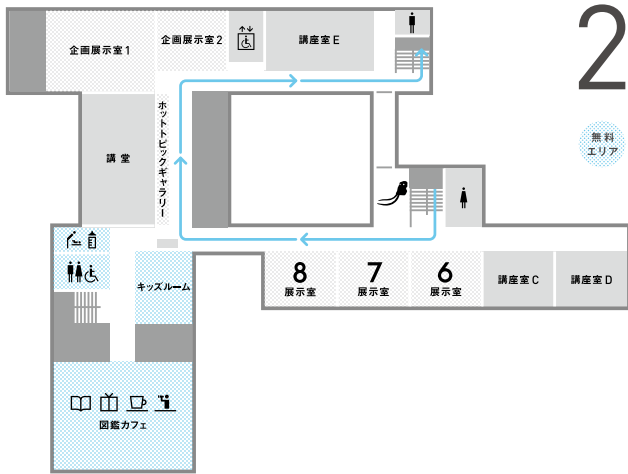 2
無料
エリア
企画展示室1
企画展示室2
講座室E
講堂
ホットトピックギャラリー
キッズルーム
8
展示室
7
展示室
6
展示室
講座室C
講座室D
図鑑カフェ